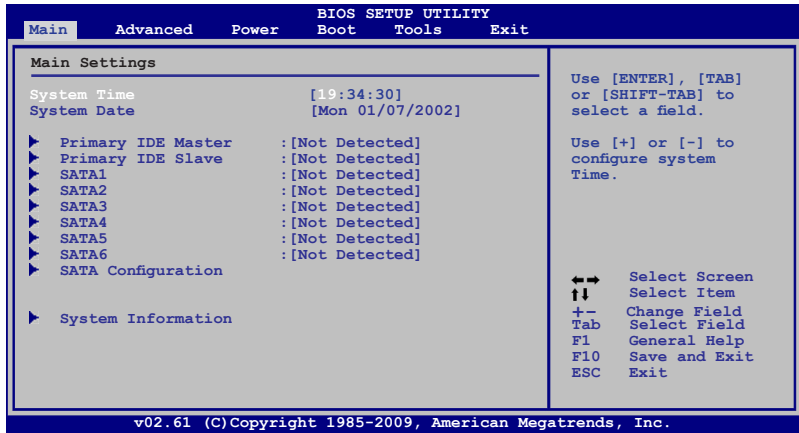 BIOS SETUP UTILITY
Main Advanced Power Boot Tools Exit
Main Settings
System Time [19:34:30]
System Date [Mon 01/07/2002]
Primary IDE Master :[Not Detected]
Primary IDE Slave :[Not Detected]
SATA1 :[Not Detected]
SATA2 :[Not Detected]
SATA3 :[Not Detected]
SATA4 :[Not Detected]
SATA5 :[Not Detected]
SATA6 :[Not Detected]
SATA Configuration
System Information
Use [ENTER], [TAB]
or [SHIFT-TAB] to
select a field.
Use [+] or [-] to
configure system
Time.
←→ Select Screen
↑↓ Select Item
+- Change Field
Tab Select Field
F1 General Help
F10 Save and Exit
ESC Exit
v02.61 (C)Copyright 1985-2009, American Megatrends, Inc.